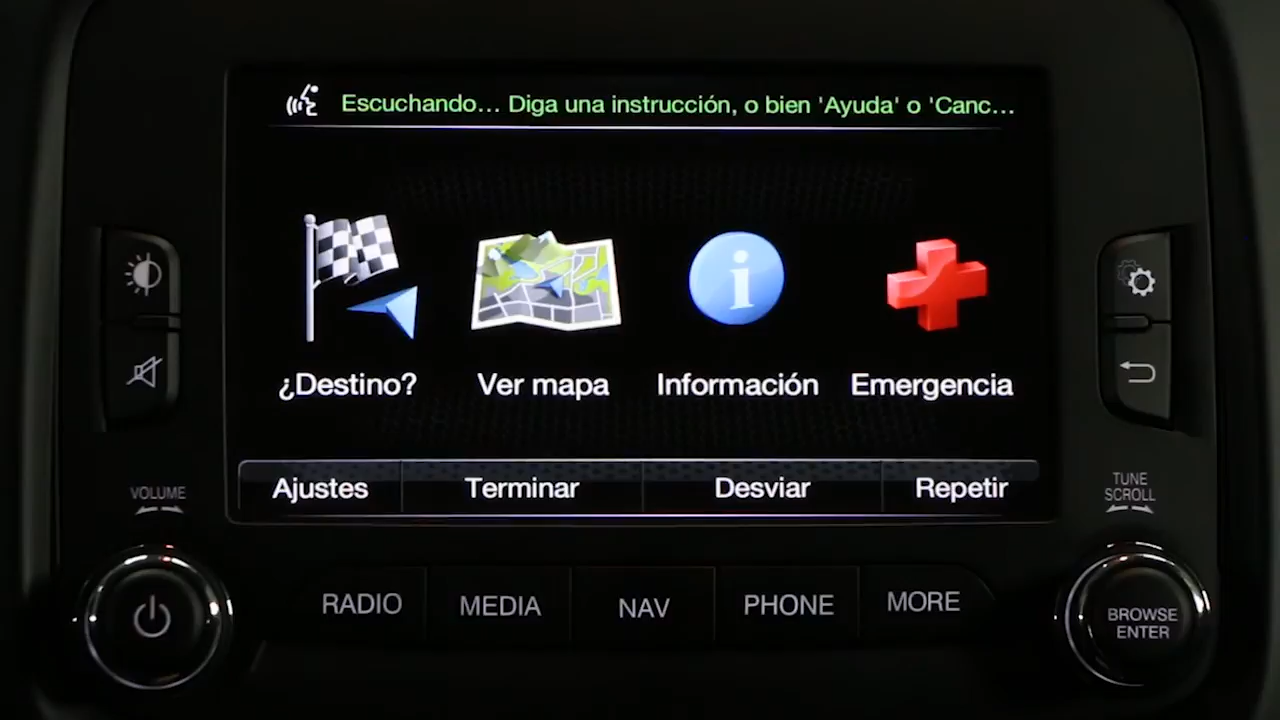 Escuchando... Diga una instrucción, o bien 'Ayuda' o 'Canc...
¿Destino?
Ver mapa
Información
Emergencia
Ajustes
Terminar
Desviar
Repetir
VOLUME
TUNE
SCROLL
RADIO
MEDIA
NAV
PHONE
MORE
BROWSE
ENTER